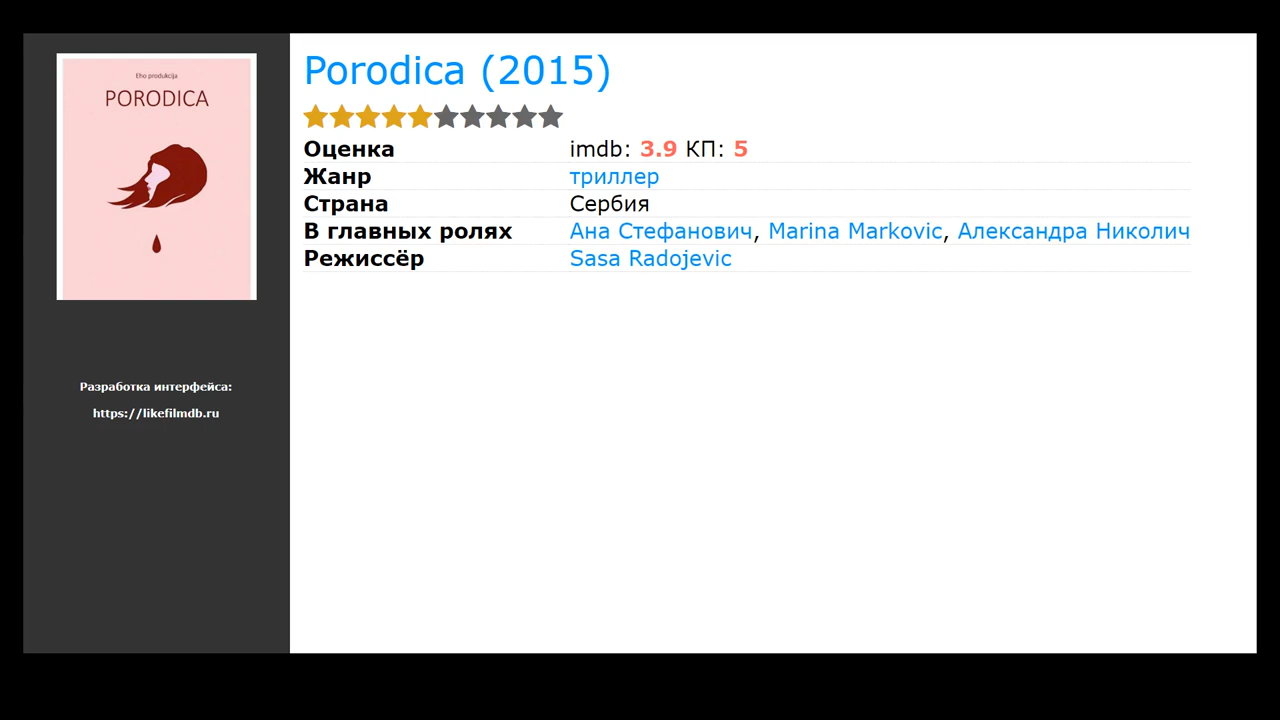 Eho produkcija
PORODICA
Разработка интерфейса:
https://likefilmdb.ru
Porodica (2015)
Оценка imdb: 3.9 КП: 5
Жанр триллер
Страна Сербия
В главных ролях Ана Стефанович, Marina Markovic, Александра Николич
Режиссёр Sasa Radojevic